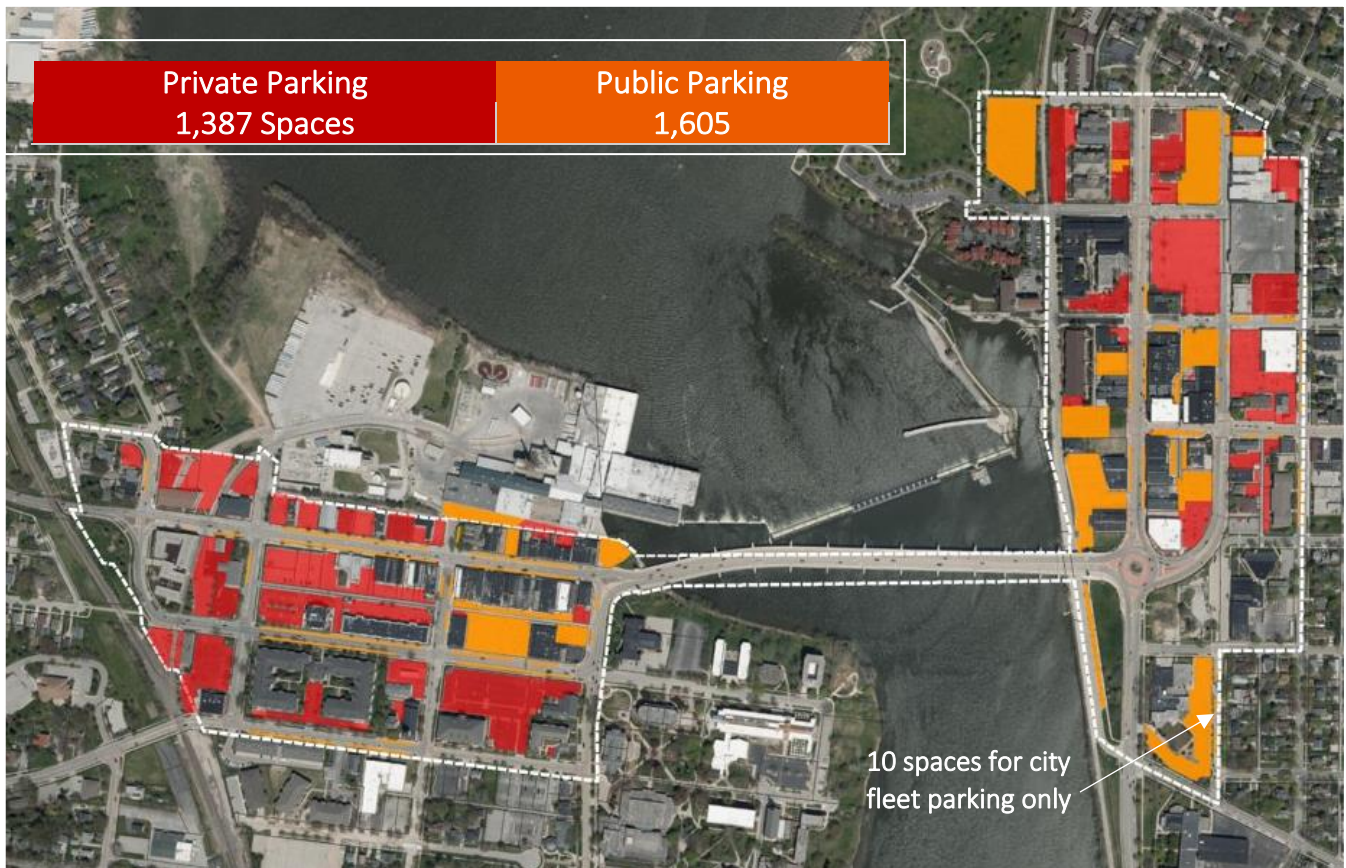 Private Parking
1,387 Spaces
Public Parking
1,605
10 spaces for city
fleet parking only